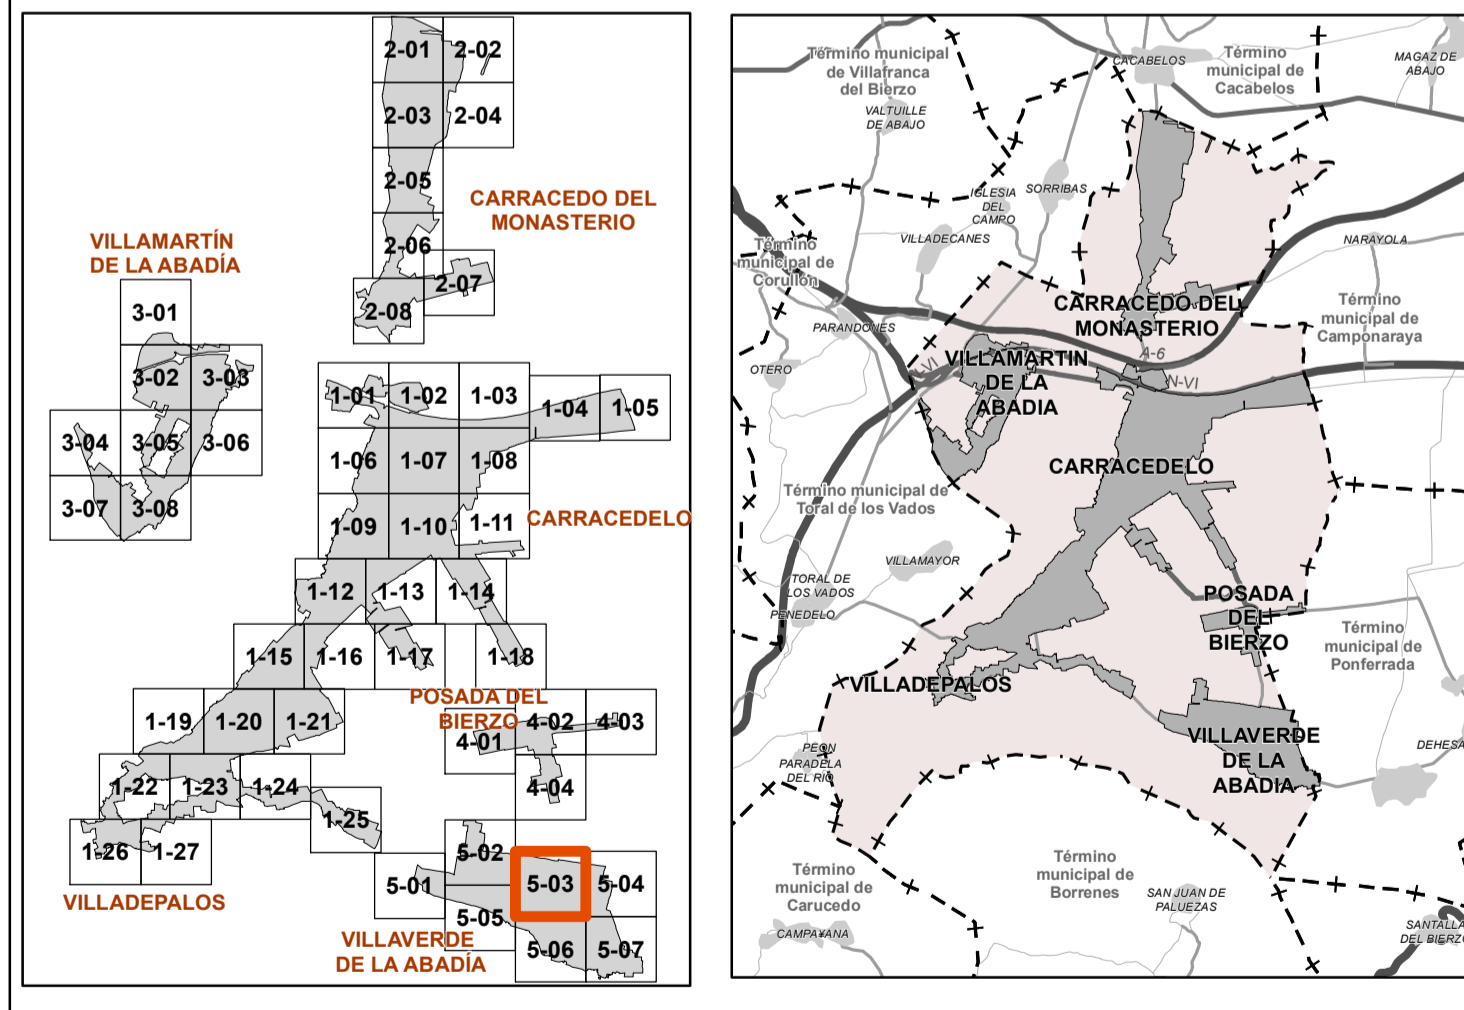 2-01
2-02
2-03
2-04
2-05
2-06
2-07
2-08
CARRACEDO DEL
MONASTERIO
VILLAMARTÍN
DE LA ABADÍA
3-01
3-02
3-03
3-04
3-05
3-06
3-07
3-08
1-01
1-02
1-03
1-04
1-05
1-06
1-07
1-08
1-09
1-10
1-11
CARRACEDELO
1-12
1-13
1-14
1-15
1-16
1-17
1-18
1-19
1-20
1-21
1-22
1-23
1-24
1-25
1-26
1-27
VILLADEPALOS
POSADA DEL
BIERZO
4-01
4-02
4-03
4-04
5-01
5-02
5-03
5-04
5-05
5-06
5-07
VILLAVERDE
DE LA ABADÍA
Término municipal
de Villafranca
del Bierzo
CACABELOS
Término
municipal de
Cacabelos
MAGAZ DE
ABAJO
VALTUILLE
DE ABAJO
IGLESIA
DEL
CAMPO
SORRIBAS
VILLADECANES
NARAYOLA
Término
municipal de
Corullón
PARANDONES
OTERO
CARRACEDO DEL
MONASTERIO
Término
municipal de
Camponaraya
A-6
N-VI
N-VI
VILLAMARTIN
DE LA
ABADIA
CARRACEDELO
Término municipal de
Toral de los Vados
VILLAMAYOR
TORAL DE
LOS VADOS
PENEDELO
POSADA
DEL
BIERZO
Término
municipal de
Ponferrada
VILLADEPALOS
PEÓN
PARADELA
DEL RÍO
VILLAVERDE
DE LA
ABADIA
DEHESA
Término
municipal de
Carucedo
Término
municipal de
Borrenes
SAN JUAN DE
PALUEZAS
CAMPA¥ANA
SANTALLA
DEL BIERZO